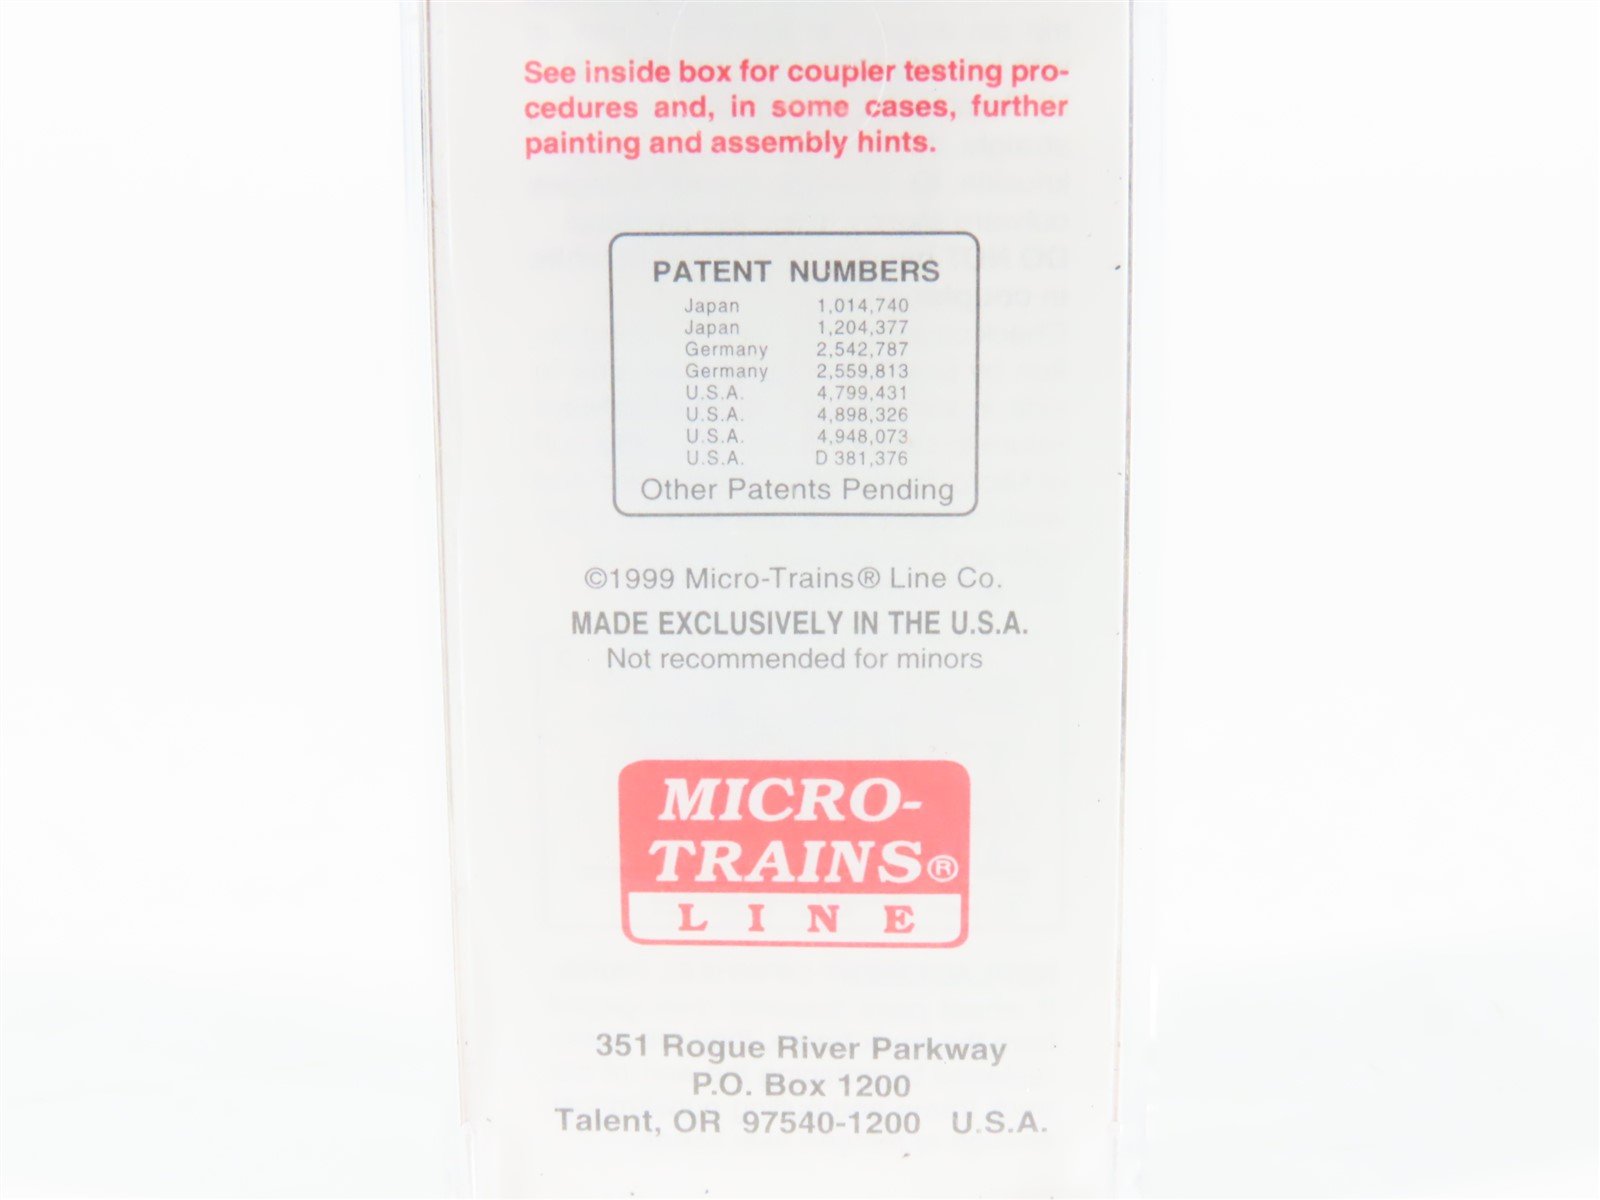 See inside box for coupler testing pro-
cedures and, in some cases, further
painting and assembly hints.
PATENT NUMBERS
Japan 1,014,740
Japan 1,204,377
Germany 2,542,787
Germany 2,559,813
U.S.A. 4,799,431
U.S.A. 4,898,326
U.S.A. 4,948,073
U.S.A. D 381,376
Other Patents Pending
©1999 Micro-Trains® Line Co.
MADE EXCLUSIVELY IN THE U.S.A.
Not recommended for minors
MICRO-
TRAINS®
LINE
351 Rogue River Parkway
P.O. Box 1200
Talent, OR 97540-1200 U.S.A.